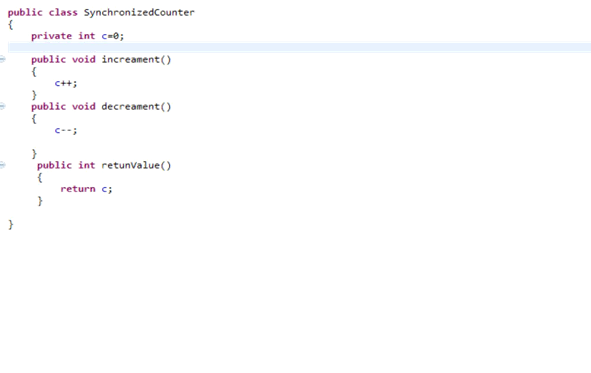 public class SynchronizedCounter
{
private int c=0;
public void increament()
{
c++;
}
public void decreament()
{
c--;
}
public int retunValue()
{
return c;
}
}